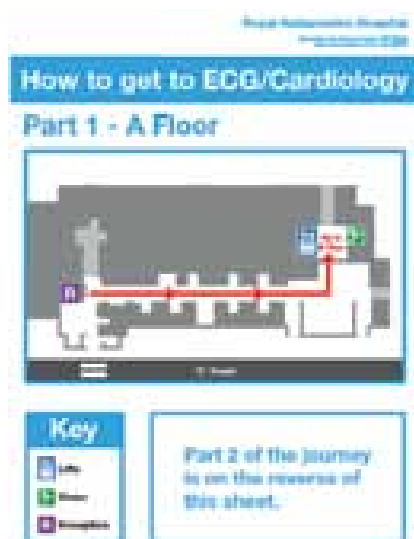 How to get to ECG/Cardiology
Part 1 - A Floor
Key
Lifts
Stairs
Reception
Part 2 of the journey
is on the reverse of
this sheet.